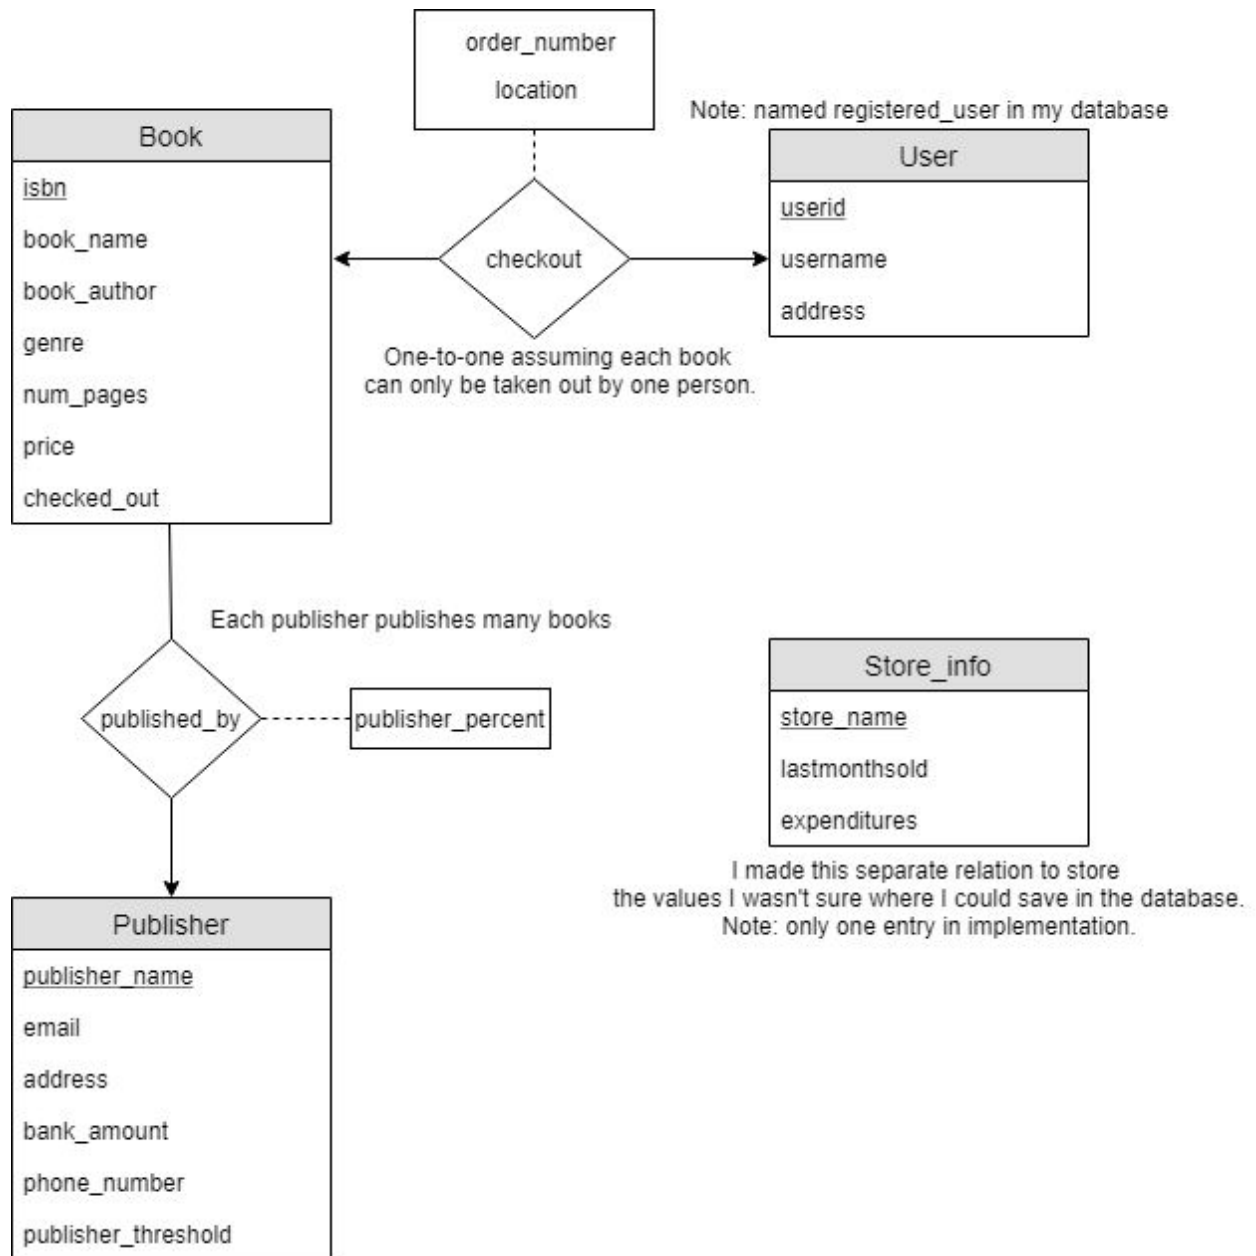 order_number
location
Note: named registered_user in my database
Book
isbn
book_name
book_author
genre
num_pages
price
checked_out
checkout
User
userid
username
address
One-to-one assuming each book
can only be taken out by one person.
Each publisher publishes many books
published_by
publisher_percent
Store_info
store_name
lastmonthsold
expenditures
I made this separate relation to store
the values I wasn't sure where I could save in the database.
Note: only one entry in implementation.
Publisher
publisher_name
email
address
bank_amount
phone_number
publisher_threshold